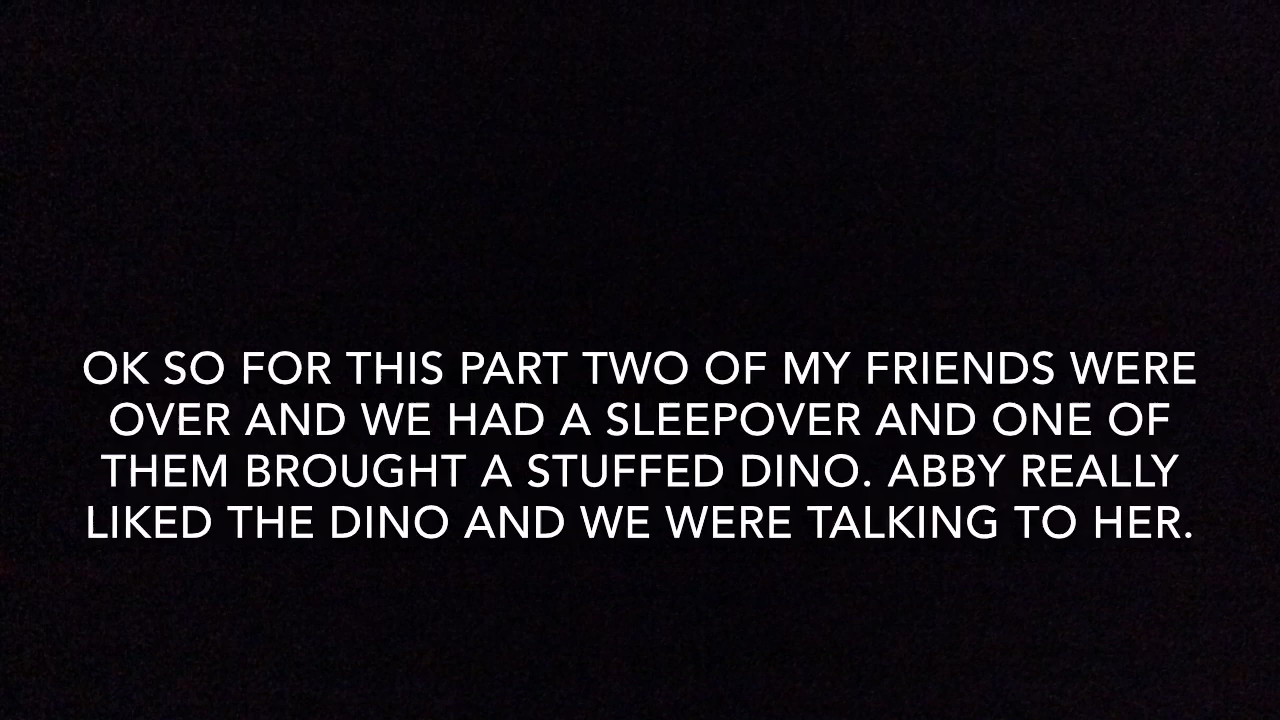 OK SO FOR THIS PART TWO OF MY FRIENDS WERE
OVER AND WE HAD A SLEEPOVER AND ONE OF
THEM BROUGHT A STUFFED DINO. ABBY REALLY
LIKED THE DINO AND WE WERE TALKING TO HER.